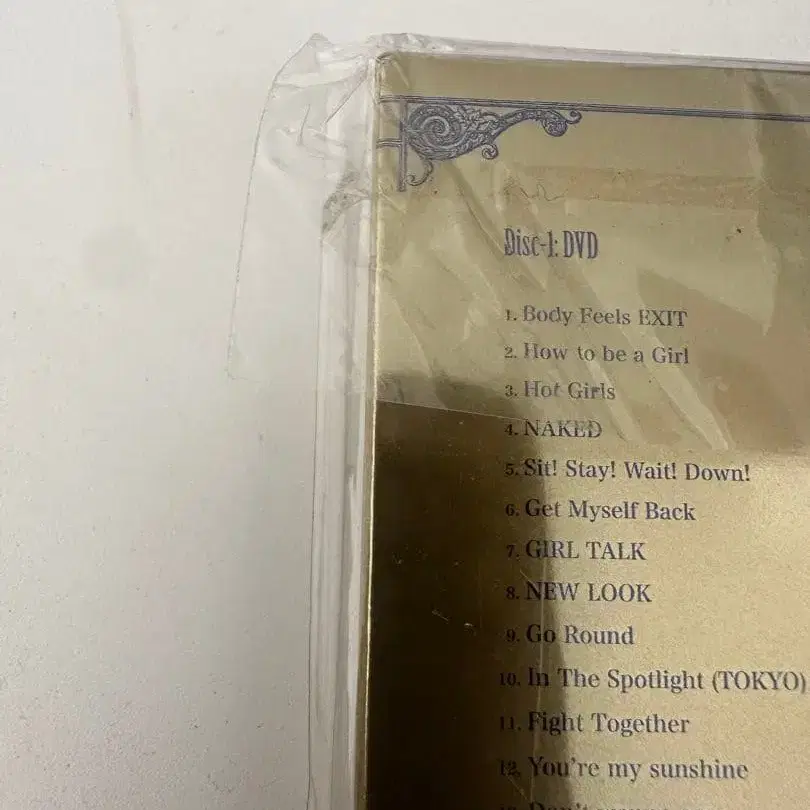 Disc-1: DVD
1. Body Feels EXIT
2. How to be a Girl
3. Hot Girls
4. NAKED
5. Sit! Stay! Wait! Down!
6. Get Myself Back
7. GIRL TALK
8. NEW LOOK
9. Go Round
10. In The Spotlight (TOKYO)
11. Fight Together
12. You're my sunshine